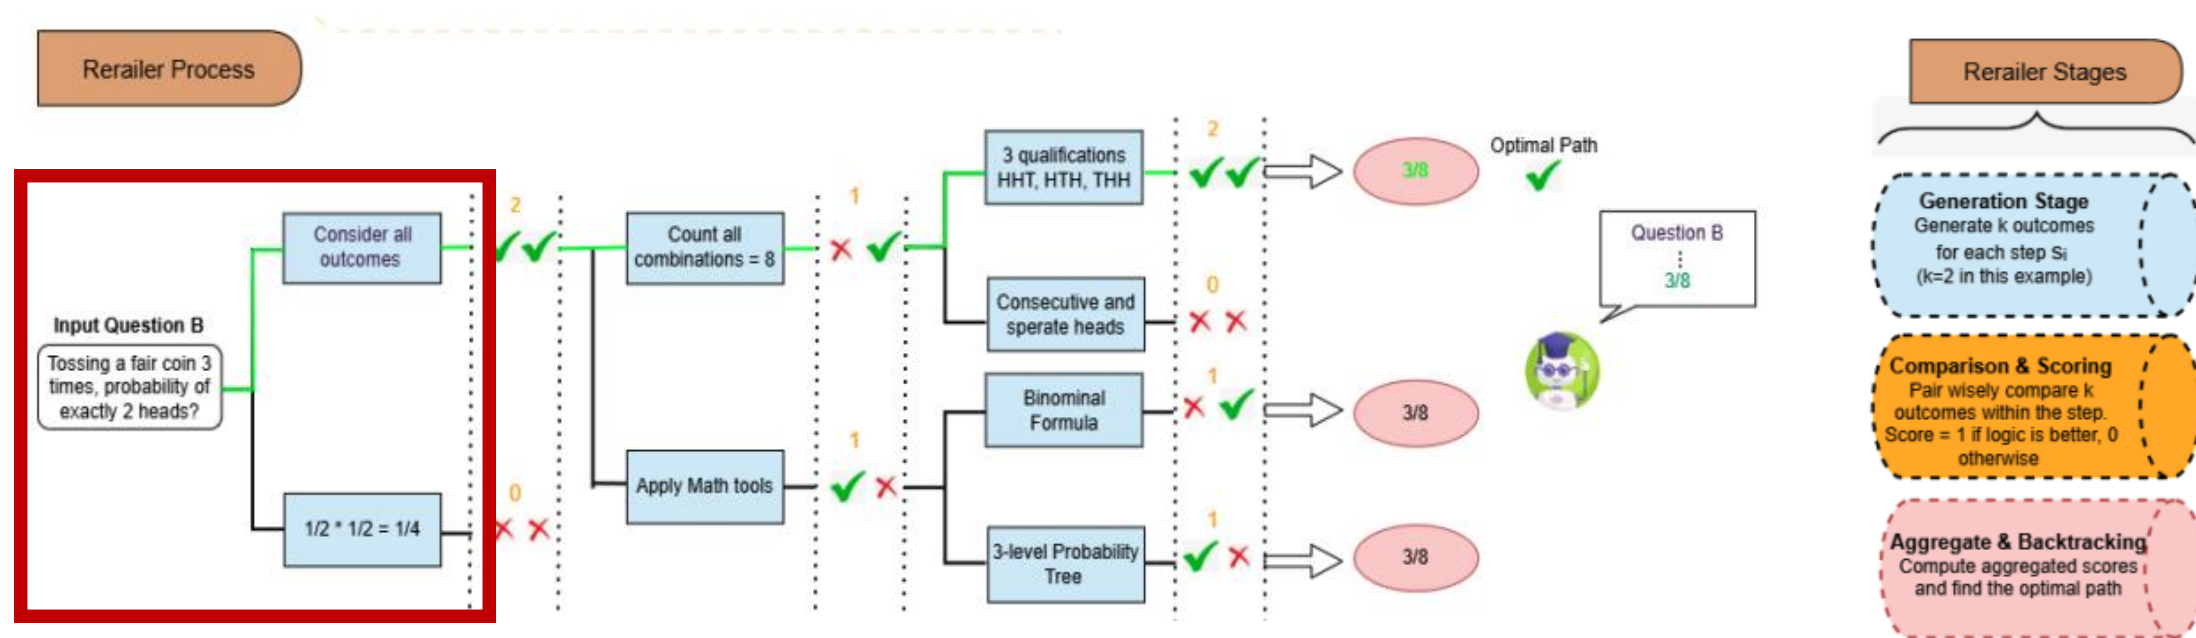 Rerailer Process
Rerailer Stages
Input Question B
Tossing a fair coin 3
times, probability of
exactly 2 heads?
Consider all
outcomes
1/2 * 1/2 = 1/4
2
0
Count all
combinations = 8
Apply Math tools
1
1
3 qualifications
HHT, HTH, THH
Consecutive and
sperate heads
Binominal
Formula
3-level Probability
Tree
2
0
1
1
3/8
3/8
3/8
Optimal Path
Question B
3/8
Generation Stage
Generate k outcomes
for each step Si
(k=2 in this example)
Comparison & Scoring
Pair wisely compare k
outcomes within the step.
Score = 1 if logic is better, 0
otherwise
Aggregate & Backtracking
Compute aggregated scores
and find the optimal path